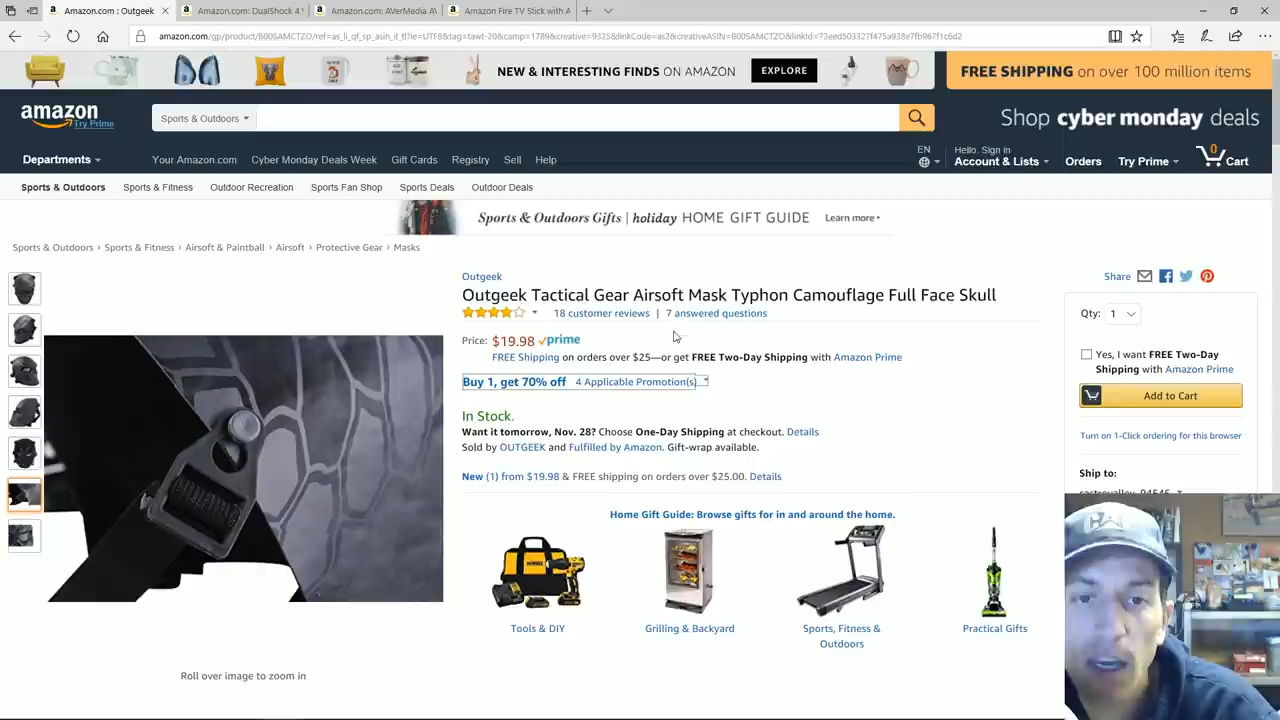 Amazon.com : Outgeek
Amazon.com: DualShock 4
Amazon.com: AVerMedia AV
Amazon Fire TV Stick with A
amazon.com/gp/product/B00SAMCTZO/ref=as_li_qf_sp_asin_il_tl?ie=UTF8&tag=tawt-20&camp=1789&creative=9325&linkCode=as2&creativeASIN=B00SAMCTZO&linkId=73eed503327f475a938e7fb967f1c6d2
NEW & INTERESTING FINDS ON AMAZON
EXPLORE
FREE SHIPPING on over 100 million items
amazon
Try Prime
Sports & Outdoors
Shop cyber monday deals
Departments
Your Amazon.com
Cyber Monday Deals Week
Gift Cards
Registry
Sell
Help
EN
Hello. Sign in
Account & Lists
Orders
Try Prime
0
Cart
Sports & Outdoors
Sports & Fitness
Outdoor Recreation
Sports Fan Shop
Sports Deals
Outdoor Deals
Sports & Outdoors Gifts | holiday HOME GIFT GUIDE
Learn more
Sports & Outdoors › Sports & Fitness › Airsoft & Paintball › Airsoft › Protective Gear › Masks
Outgeek
Outgeek Tactical Gear Airsoft Mask Typhon Camouflage Full Face Skull
18 customer reviews | 7 answered questions
Price: $19.98 prime
FREE Shipping on orders over $25—or get FREE Two-Day Shipping with Amazon Prime
Buy 1, get 70% off 4 Applicable Promotion(s)
In Stock.
Want it tomorrow, Nov. 28? Choose One-Day Shipping at checkout. Details
Sold by OUTGEEK and Fulfilled by Amazon. Gift-wrap available.
New (1) from $19.98 & FREE shipping on orders over $25.00. Details
Home Gift Guide: Browse gifts for in and around the home.
Tools & DIY
Grilling & Backyard
Sports, Fitness &
Outdoors
Practical Gifts
Roll over image to zoom in
Share
Qty: 1
Yes, I want FREE Two-Day
Shipping with Amazon Prime
Add to Cart
Turn on 1-Click ordering for this browser
Ship to: